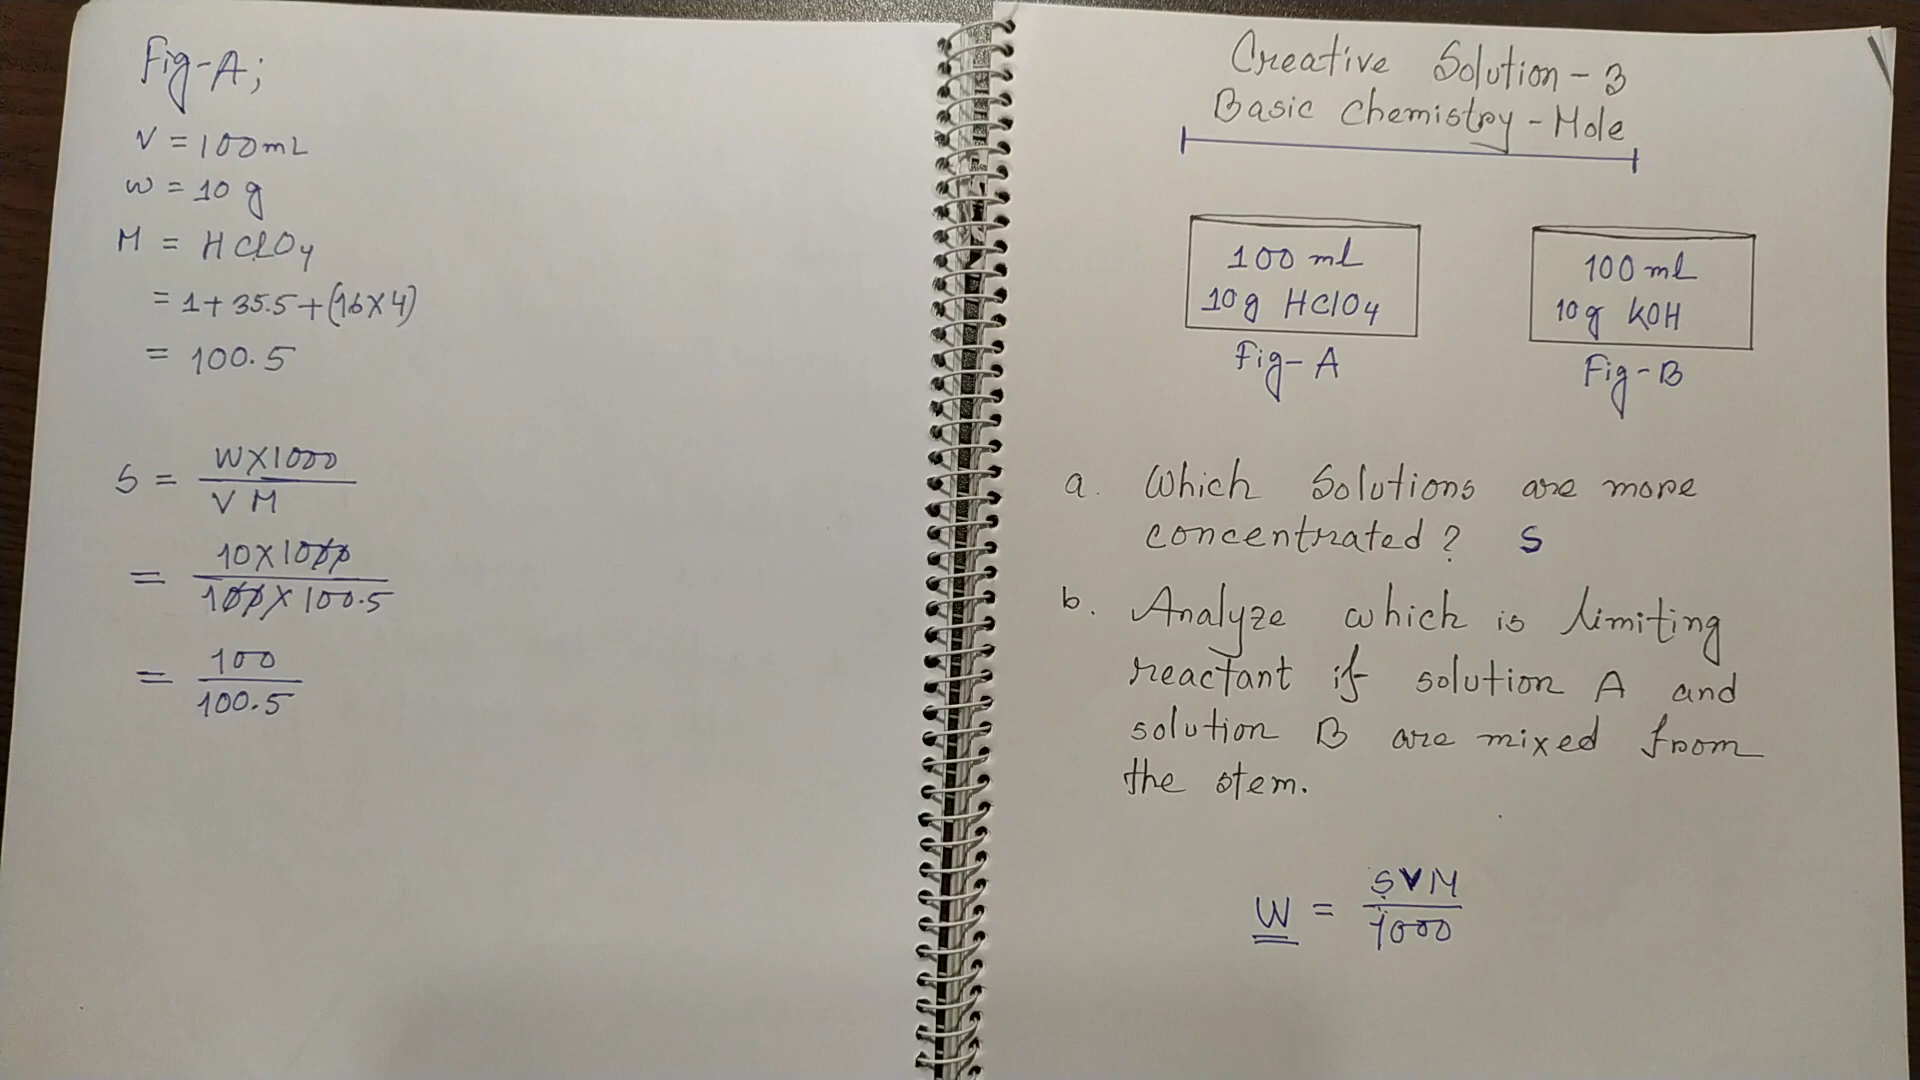 Fig-A;
V = 100mL
W = 10 g
M = HClO4
= 1+ 35.5+(16×4)
= 100.5
S = W×1000
V M
= 10×1000
100×100.5
= 100
100.5
Creative Solution - 3
Basic Chemistry - Mole
100 ml
10g HClO4
Fig-A
100 ml
10g KOH
Fig-B
a. Which Solutions are more
concentrated? S
b. Analyze which is limiting
reactant if solution A and
solution B are mixed from
the stem.
W = SVM
1000